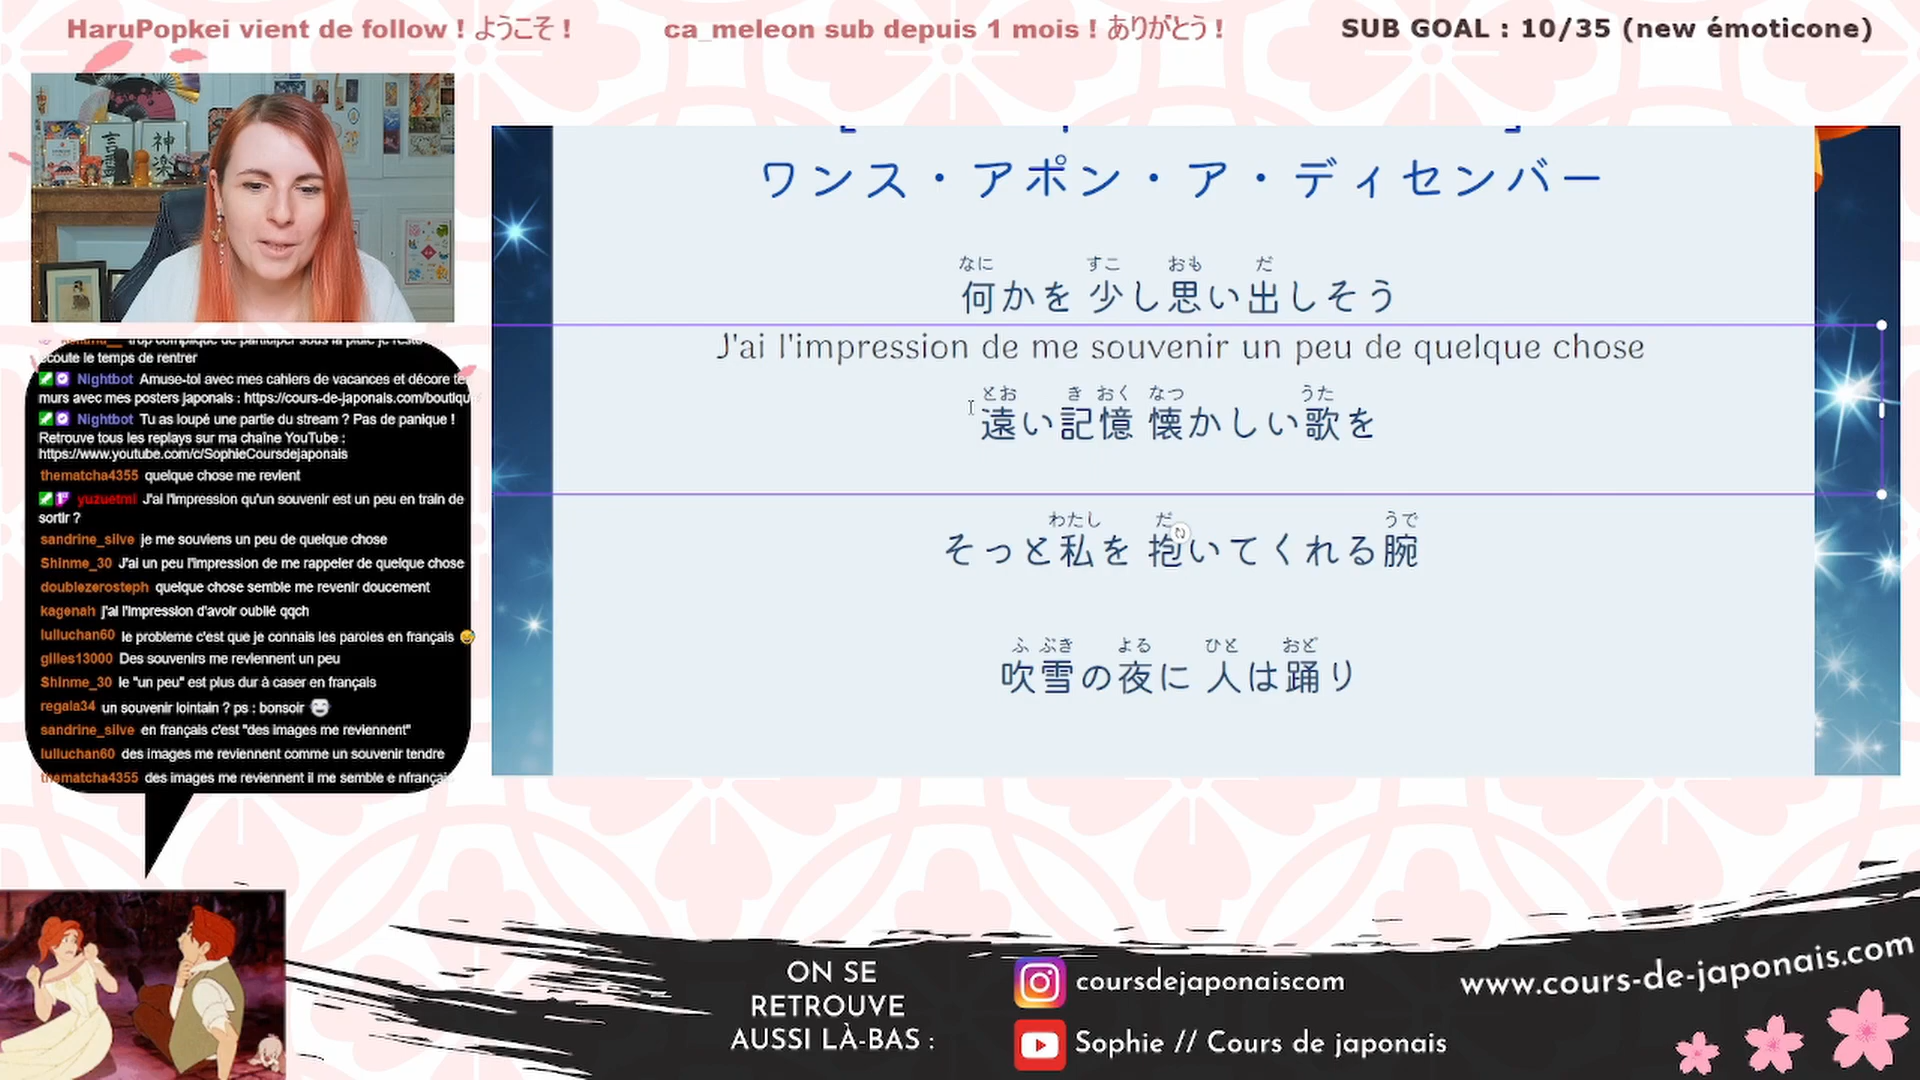 HaruPopkei vient de follow ! ようこそ !
ca_meleon sub depuis 1 mois ! ありがとう !
SUB GOAL : 10/35 (new émoticone)
言霊
神楽
ワンス・アポン・ア・ディセンバー
なに すこ おも だ
何かを 少し思い出しそう
J'ai l'impression de me souvenir un peu de quelque chose
とお き おく なつ うた
遠い記憶 懐かしい歌を
わたし だ うで
そっと私を 抱いてくれる腕
ふ ぶき よる ひと おど
吹雪の夜に 人は踊り
trop compliqué de participer sous la pluie je reste
écoute le temps de rentrer
Nightbot Amuse-toi avec mes cahiers de vacances et décore
murs avec mes posters japonais : https://cours-de-japonais.com/boutiqu
Nightbot Tu as loupé une partie du stream ? Pas de panique !
Retrouve tous les replays sur ma chaîne YouTube :
https://www.youtube.com/c/SophieCoursdejaponais
thematcha4355 quelque chose me revient
yuzuetmi J'ai l'impression qu'un souvenir est un peu en train de
sortir ?
sandrine_silve je me souviens un peu de quelque chose
Shinme_30 J'ai un peu l'impression de me rappeler de quelque chose
doublezerosteph quelque chose semble me revenir doucement
kagenah j'ai l'impression d'avoir oublié qqch
lulluchan60 le probleme c'est que je connais les paroles en français
gilles13000 Des souvenirs me reviennent un peu
Shinme_30 le "un peu" est plus dur à caser en français
regala34 un souvenir lointain ? ps : bonsoir
sandrine_silve en français c'est "des images me reviennent"
lulluchan60 des images me reviennent comme un souvenir tendre
thematcha4355 des images me reviennent il me semble e nfrançai
ON SE
RETROUVE
AUSSI LÀ-BAS :
coursdejaponaiscom
Sophie // Cours de japonais
www.cours-de-japonais.com